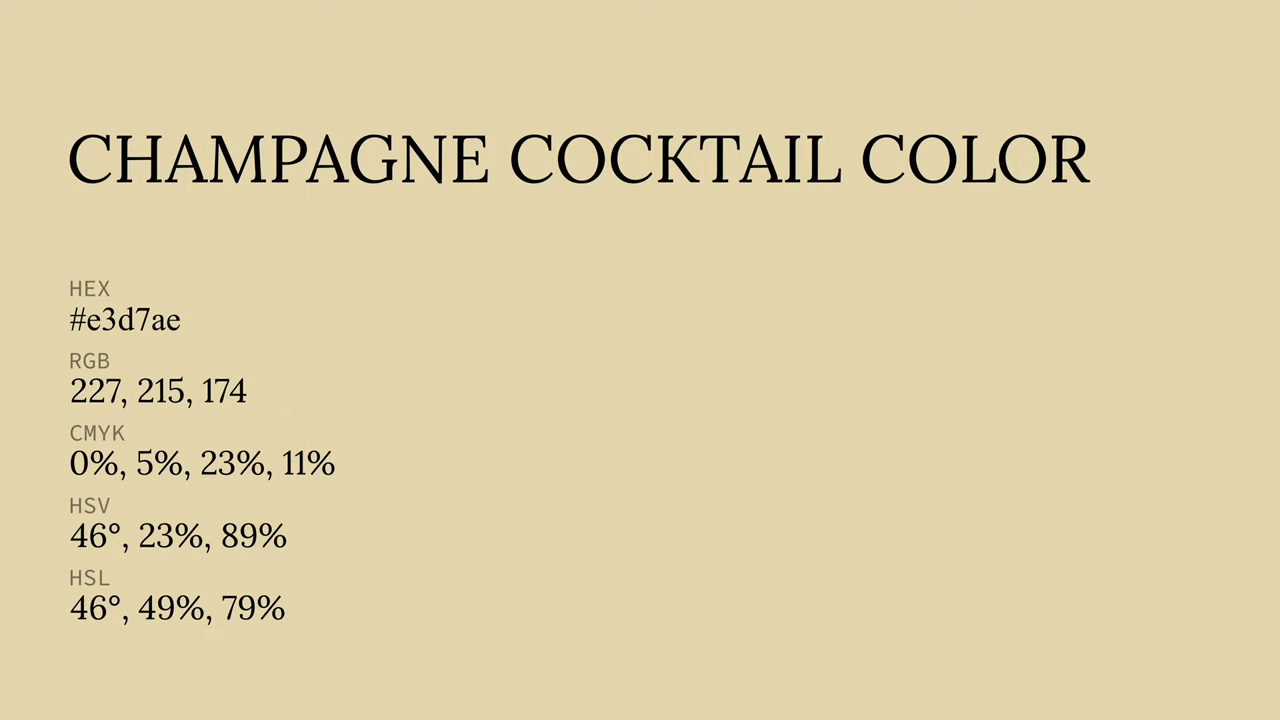 CHAMPAGNE COCKTAIL COLOR
HEX
#e3d7ae
RGB
227, 215, 174
CMYK
0%, 5%, 23%, 11%
HSV
46°, 23%, 89%
HSL
46°, 49%, 79%